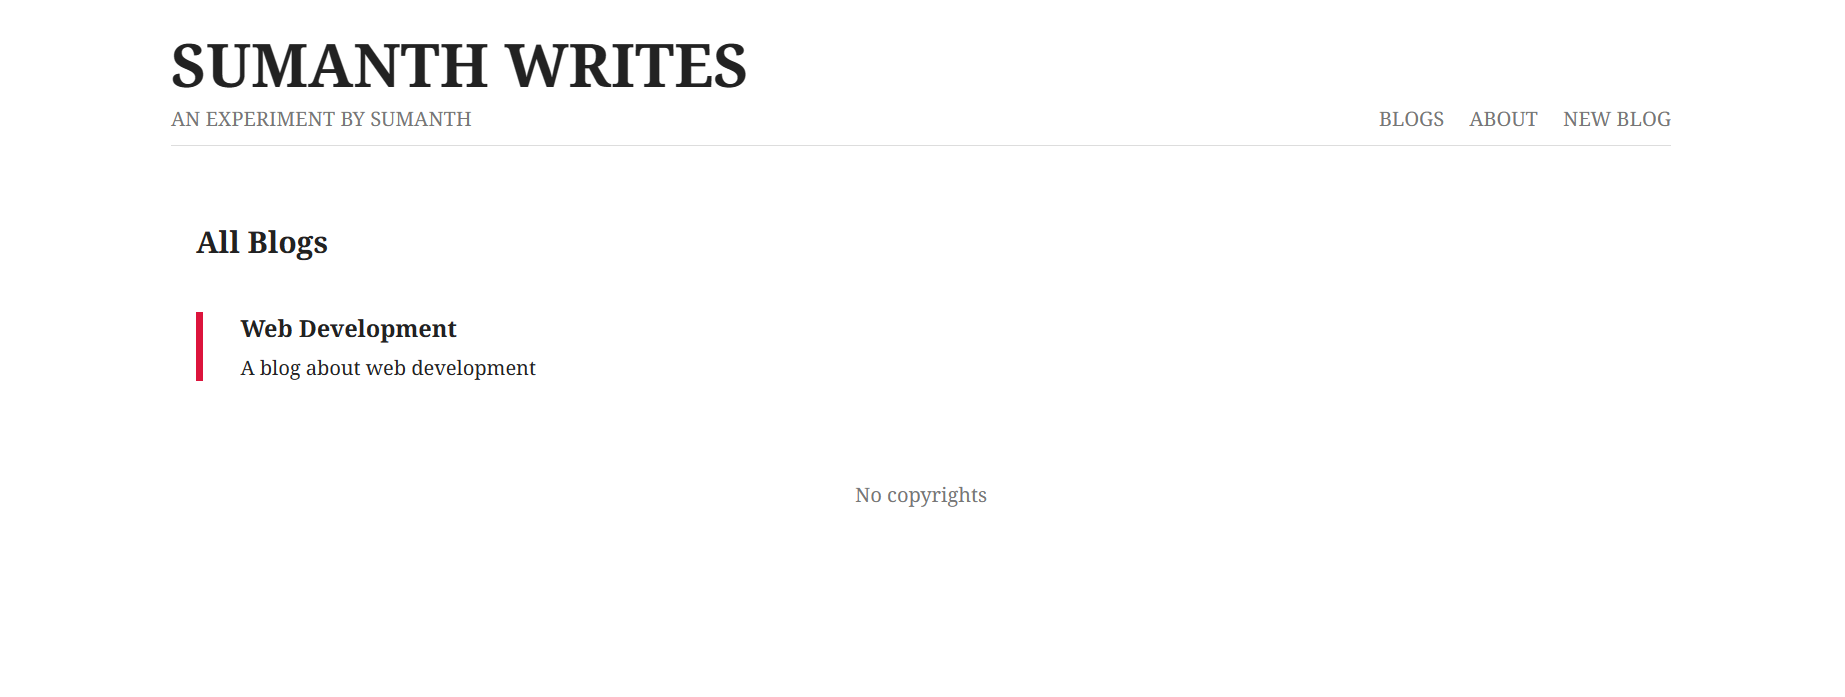 SUMANTH WRITES
AN EXPERIMENT BY SUMANTH
BLOGS ABOUT NEW BLOG
All Blogs
Web Development
A blog about web development
No copyrights